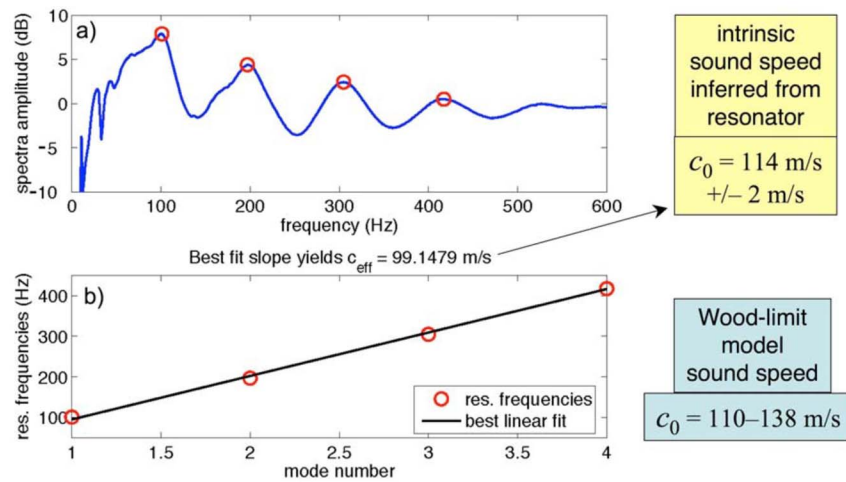 a)
spectra amplitude (dB)
10
5
0
-5
-10
0 100 200 300 400 500 600
frequency (Hz)
Best fit slope yields c_eff = 99.1479 m/s
b)
res. frequencies (Hz)
400
300
200
100
res. frequencies
best linear fit
1 1.5 2 2.5 3 3.5 4
mode number
intrinsic
sound speed
inferred from
resonator
c₀ = 114 m/s
+/– 2 m/s
Wood-limit
model
sound speed
c₀ = 110–138 m/s